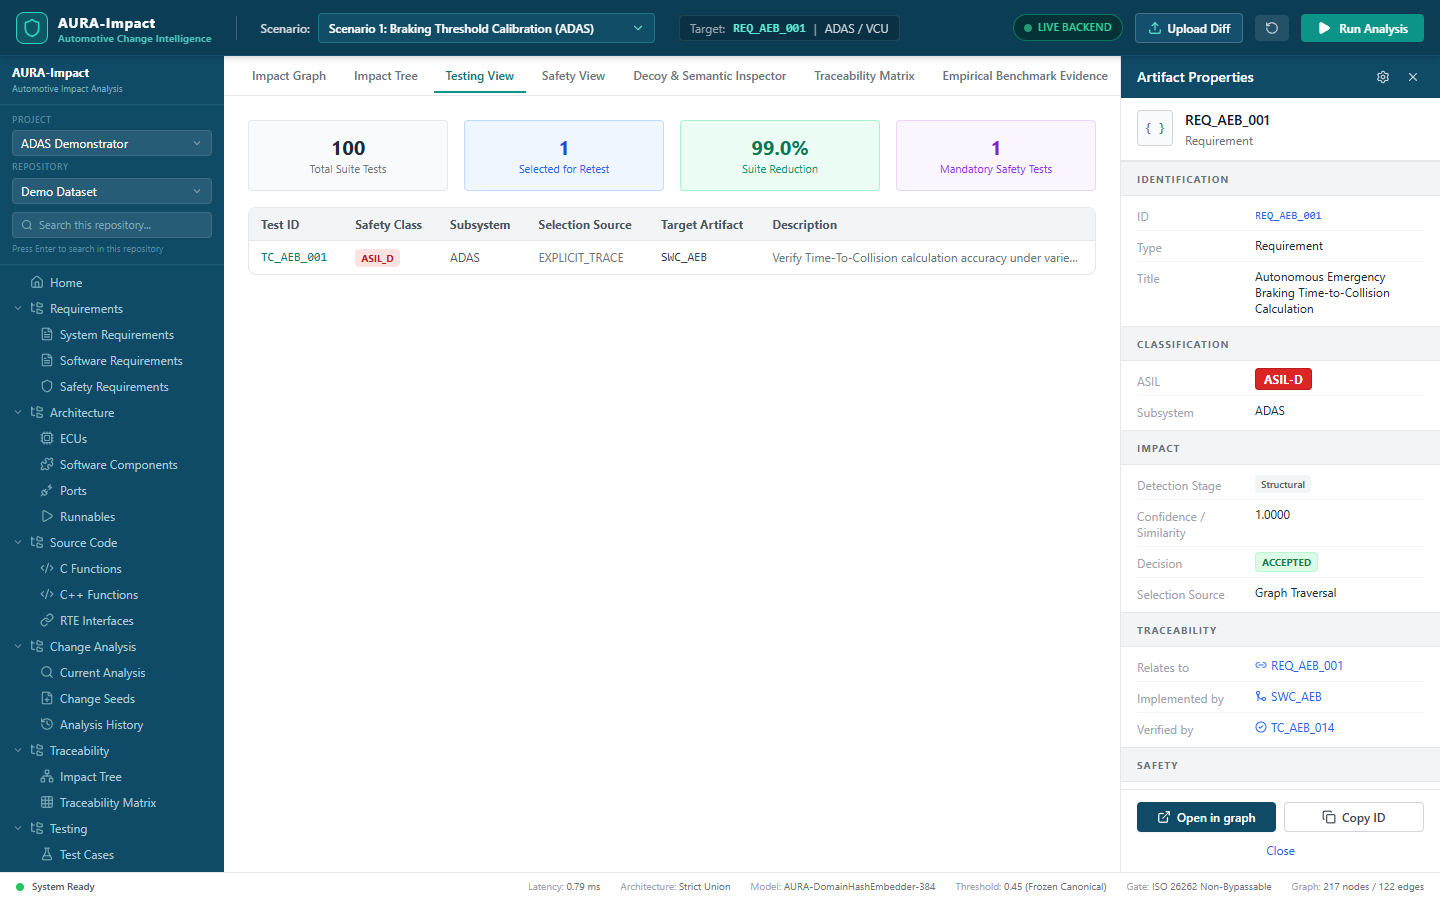 AURA-Impact
Automotive Change Intelligence
Scenario:
Scenario 1: Braking Threshold Calibration (ADAS)
Target: REQ_AEB_001 | ADAS / VCU
LIVE BACKEND
Upload Diff
Run Analysis
AURA-Impact
Automotive Impact Analysis
PROJECT
ADAS Demonstrator
REPOSITORY
Demo Dataset
Search this repository...
Press Enter to search in this repository
Home
Requirements
System Requirements
Software Requirements
Safety Requirements
Architecture
ECUs
Software Components
Ports
Runnables
Source Code
C Functions
C++ Functions
RTE Interfaces
Change Analysis
Current Analysis
Change Seeds
Analysis History
Traceability
Impact Tree
Traceability Matrix
Testing
Test Cases
Impact Graph
Impact Tree
Testing View
Safety View
Decoy & Semantic Inspector
Traceability Matrix
Empirical Benchmark Evidence
100
Total Suite Tests
1
Selected for Retest
99.0%
Suite Reduction
1
Mandatory Safety Tests
Test ID Safety Class Subsystem Selection Source Target Artifact Description
TC_AEB_001 ASIL_D ADAS EXPLICIT_TRACE SWC_AEB Verify Time-To-Collision calculation accuracy under varie...
Artifact Properties
{ }
REQ_AEB_001
Requirement
IDENTIFICATION
ID REQ_AEB_001
Type Requirement
Title Autonomous Emergency
Braking Time-to-Collision
Calculation
CLASSIFICATION
ASIL ASIL-D
Subsystem ADAS
IMPACT
Detection Stage Structural
Confidence / 1.0000
Similarity
Decision ACCEPTED
Selection Source Graph Traversal
TRACEABILITY
Relates to REQ_AEB_001
Implemented by SWC_AEB
Verified by TC_AEB_014
SAFETY
Open in graph
Copy ID
Close
System Ready
Latency: 0.79 ms
Architecture: Strict Union
Model: AURA-DomainHashEmbedder-384
Threshold: 0.45 (Frozen Canonical)
Gate: ISO 26262 Non-Bypassable
Graph: 217 nodes / 122 edges